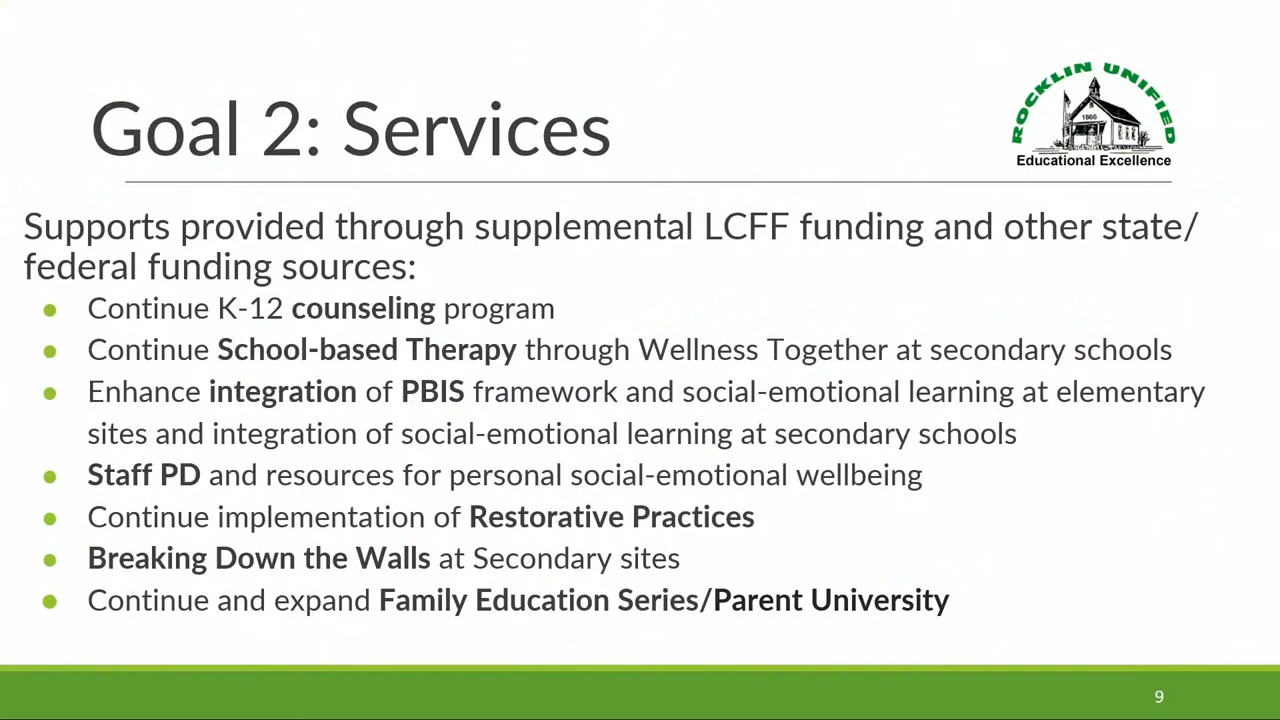 Goal 2: Services
ROCKLIN UNIFIED
1866
Educational Excellence
Supports provided through supplemental LCFF funding and other state/
federal funding sources:
● Continue K-12 counseling program
● Continue School-based Therapy through Wellness Together at secondary schools
● Enhance integration of PBIS framework and social-emotional learning at elementary
sites and integration of social-emotional learning at secondary schools
● Staff PD and resources for personal social-emotional wellbeing
● Continue implementation of Restorative Practices
● Breaking Down the Walls at Secondary sites
● Continue and expand Family Education Series/Parent University
9